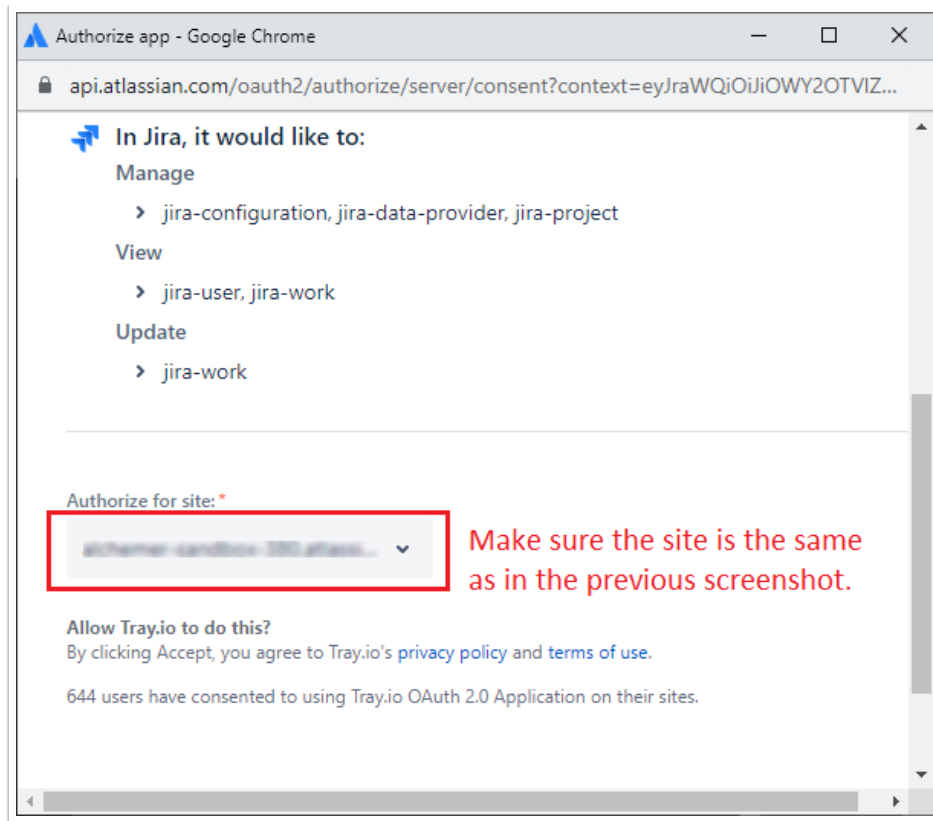 Authorize app - Google Chrome
api.atlassian.com/oauth2/authorize/server/consent?context=eyJraWQiOiJiOWY2OTVIZ...
In Jira, it would like to:
Manage
jira-configuration, jira-data-provider, jira-project
View
jira-user, jira-work
Update
jira-work
Authorize for site: *
Make sure the site is the same
as in the previous screenshot.
Allow Tray.io to do this?
By clicking Accept, you agree to Tray.io's privacy policy and terms of use.
644 users have consented to using Tray.io OAuth 2.0 Application on their sites.